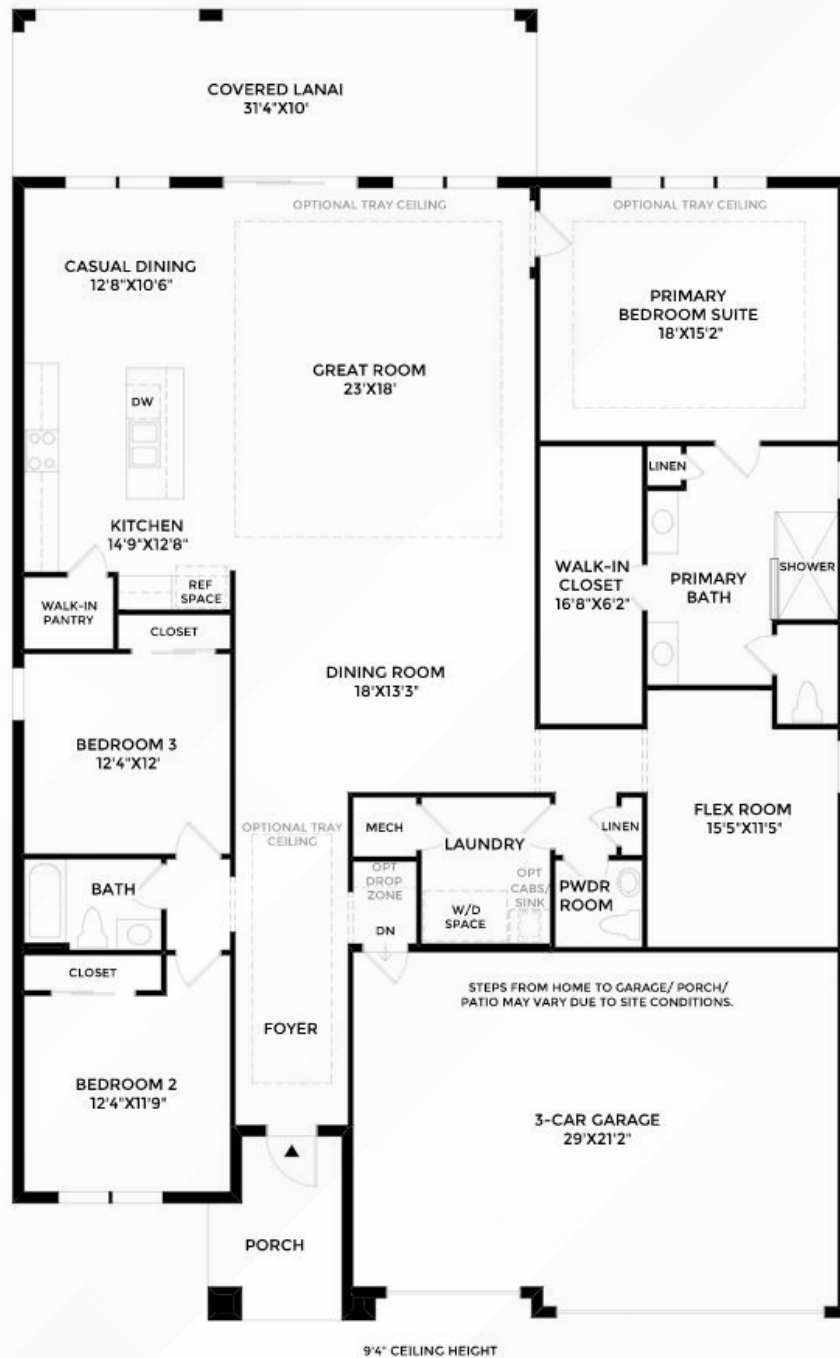 COVERED LANAI
31'4"X10'
OPTIONAL TRAY CEILING
OPTIONAL TRAY CEILING
CASUAL DINING
12'8"X10'6"
PRIMARY
BEDROOM SUITE
18'X15'2"
GREAT ROOM
23'X18'
DW
LINEN
KITCHEN
14'9"X12'8"
REF
SPACE
WALK-IN
PANTRY
CLOSET
WALK-IN
CLOSET
16'8"X6'2"
PRIMARY
BATH
SHOWER
DINING ROOM
18'X13'3"
BEDROOM 3
12'4"X12'
FLEX ROOM
15'5"X11'5"
OPTIONAL TRAY
CEILING
MECH
LAUNDRY
LINEN
BATH
OPT
DROP
ZONE
DN
W/D
SPACE
OPT
CABS/
SINK
PWDR
ROOM
CLOSET
STEPS FROM HOME TO GARAGE/ PORCH/
PATIO MAY VARY DUE TO SITE CONDITIONS.
FOYER
BEDROOM 2
12'4"X11'9"
3-CAR GARAGE
29'X21'2"
PORCH
9'4" CEILING HEIGHT